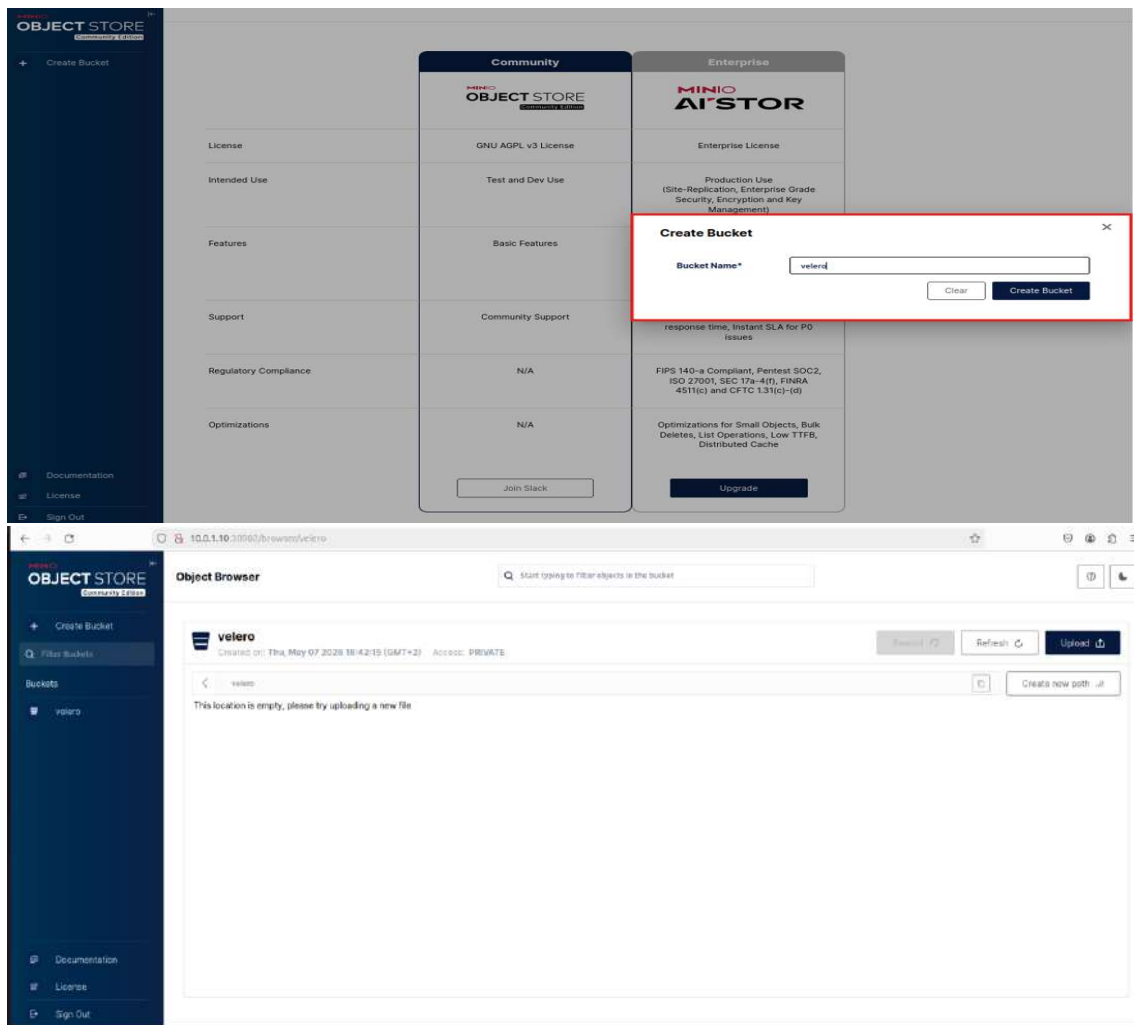 MINIO
OBJECT STORE
Community Edition
Create Bucket
Community
Enterprise
MINIO
OBJECT STORE
Community Edition
MINIO
AI STOR
License
GNU AGPL v3 License
Enterprise License
Intended Use
Test and Dev Use
Production Use
(Site-Replication, Enterprise Grade
Security, Encryption and Key
Management)
Features
Basic Features
Create Bucket
Bucket Name*
velero
Clear
Create Bucket
Support
Community Support
response time, Instant SLA for P0
issues
Regulatory Compliance
N/A
FIPS 140-a Compliant, Pentest SOC2,
ISO 27001, SEC 17a-4(f), FINRA
4511(c) and CFTC 1.31(c)-(d)
Optimizations
N/A
Optimizations for Small Objects, Bulk
Deletes, List Operations, Low TTFB,
Distributed Cache
Documentation
License
Sign Out
Join Slack
Upgrade
10.0.1.10 /browser/velero
MINIO
OBJECT STORE
Community Edition
Object Browser
Start typing to filter objects in the bucket
Create Bucket
Filter Buckets
Buckets
velero
velero
Created on: Thu, May 07 2026 18:42:15 (GMT+2) Access: PRIVATE
Rewind
Refresh
Upload
velero
Create new path
This location is empty, please try uploading a new file
Documentation
License
Sign Out